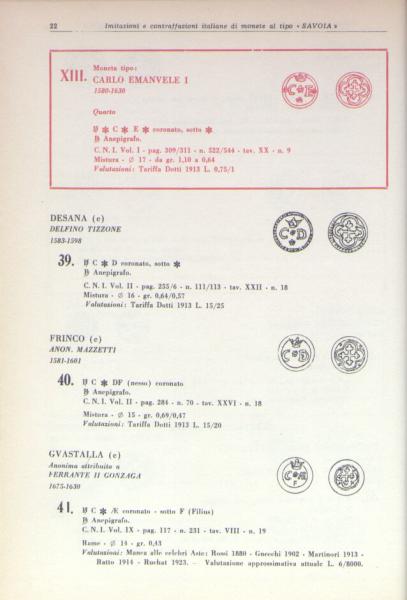 22 Imitazioni e contraffazioni italiane di monete al tipo « SAVOIA »
XIII. Moneta tipo:
CARLO EMANVELE I
1580-1630
Quarto
✱ C ✱ E ✱ coronato, sotto ✱
Anepigrafo.
C. N. I. Vol. I - pag. 309/311 - n. 522/544 - tav. XX - n. 9
Mistura - ∅ 17 - da gr. 1,10 a 0,64
Valutazioni: Tariffa Dotti 1913 L. 0,75/1
DESANA (e)
DELFINO TIZZONE
1583-1598
39. C ✱ D coronato, sotto ✱
Anepigrafo.
C. N. I. Vol. II - pag. 255/6 - n. 111/113 - tav. XXII - n. 18
Mistura - ∅ 16 - gr. 0,64/0,57
Valutazioni: Tariffa Dotti 1913 L. 15/25
FRINCO (e)
ANON. MAZZETTI
1581-1601
40. C ✱ DF (nesso) coronato
Anepigrafo.
C. N. I. Vol. II - pag. 284 - n. 70 - tav. XXVI - n. 18
Mistura - ∅ 15 - gr. 0,69/0,47
Valutazioni: Tariffa Dotti 1913 L. 15/20
GVASTALLA (e)
Anonima attribuita a
FERRANTE II GONZAGA
1675-1630
41. C ✱ Æ coronato - sotto F (Filius)
Anepigrafo.
C. N. I. Vol. IX - pag. 117 - n. 231 - tav. VIII - n. 19
Rame - ∅ 14 - gr. 0,43
Valutazioni: Manca alle celebri Aste: Rossi 1880 - Gnecchi 1902 - Martinori 1913 -
Ratto 1914 - Ruchat 1923. - Valutazione approssimativa attuale L. 6/8000.